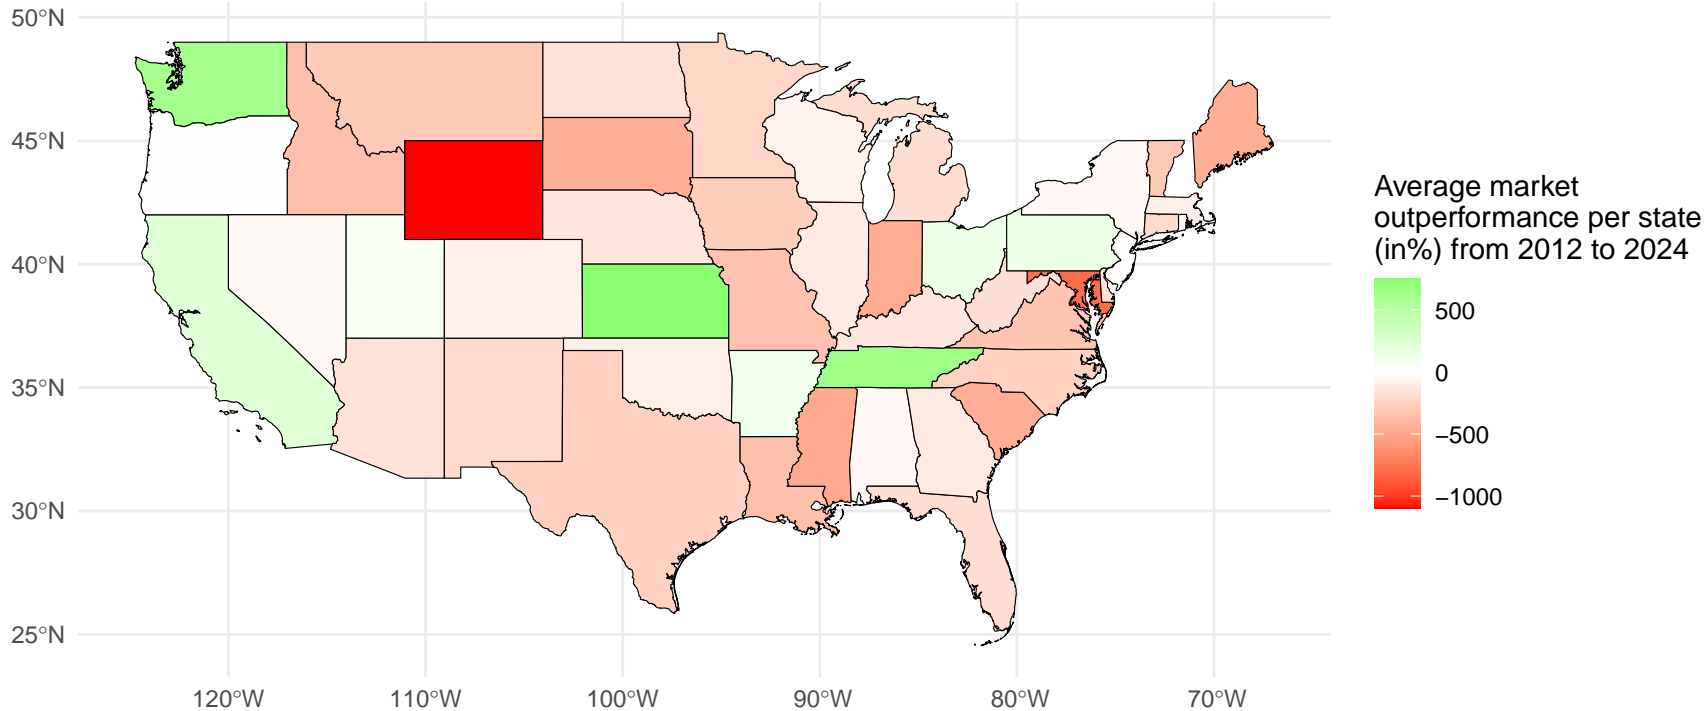 50°N
45°N
40°N
35°N
30°N
25°N
120°W
110°W
100°W
90°W
80°W
70°W
Average market
outperformance per state
(in%) from 2012 to 2024
500
0
−500
−1000